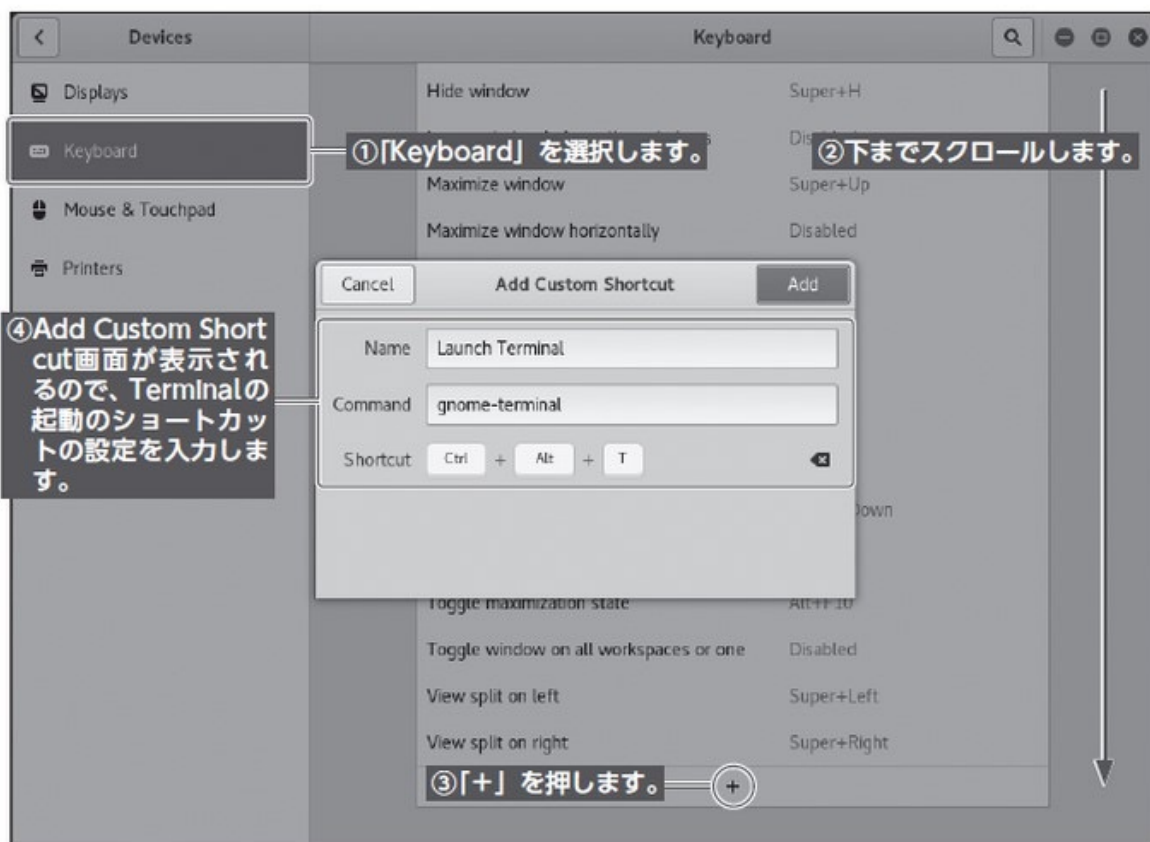 Devices
Keyboard
Displays
Keyboard
Mouse & Touchpad
Printers
Hide window Super+H
①「Keyboard」を選択します。
②下までスクロールします。
Maximize window Super+Up
Maximize window horizontally Disabled
Cancel
Add Custom Shortcut
Add
Name Launch Terminal
Command gnome-terminal
Shortcut Ctrl + Alt + T
④Add Custom Short
cut画面が表示され
るので、Terminalの
起動のショートカッ
トの設定を入力しま
す。
Down
Toggle maximization state Alt+F10
Toggle window on all workspaces or one Disabled
View split on left Super+Left
View split on right Super+Right
③「+」を押します。
+